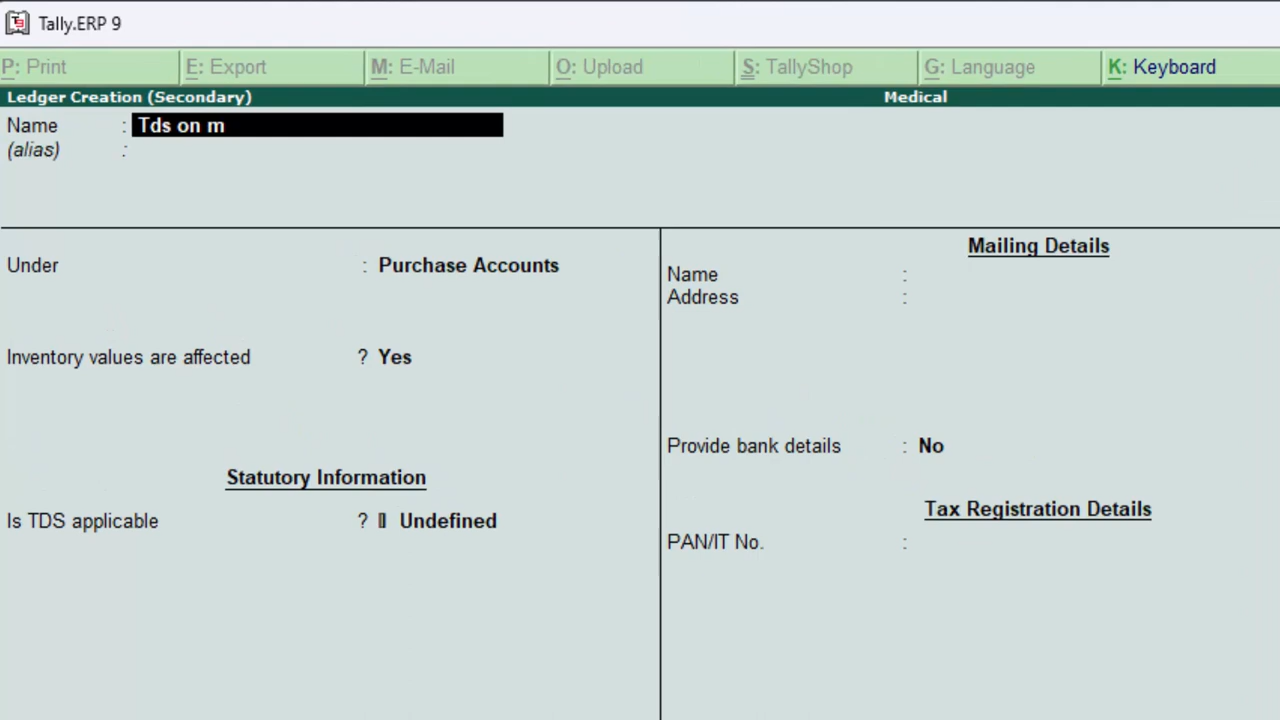 Tally.ERP 9
P: Print E: Export M: E-Mail O: Upload S: TallyShop G: Language K: Keyboard
Ledger Creation (Secondary) Medical
Name : Tds on m
(alias) :
Mailing Details
Under : Purchase Accounts
Name :
Address :
Inventory values are affected ? Yes
Provide bank details : No
Statutory Information
Tax Registration Details
Is TDS applicable ? Undefined
PAN/IT No. :